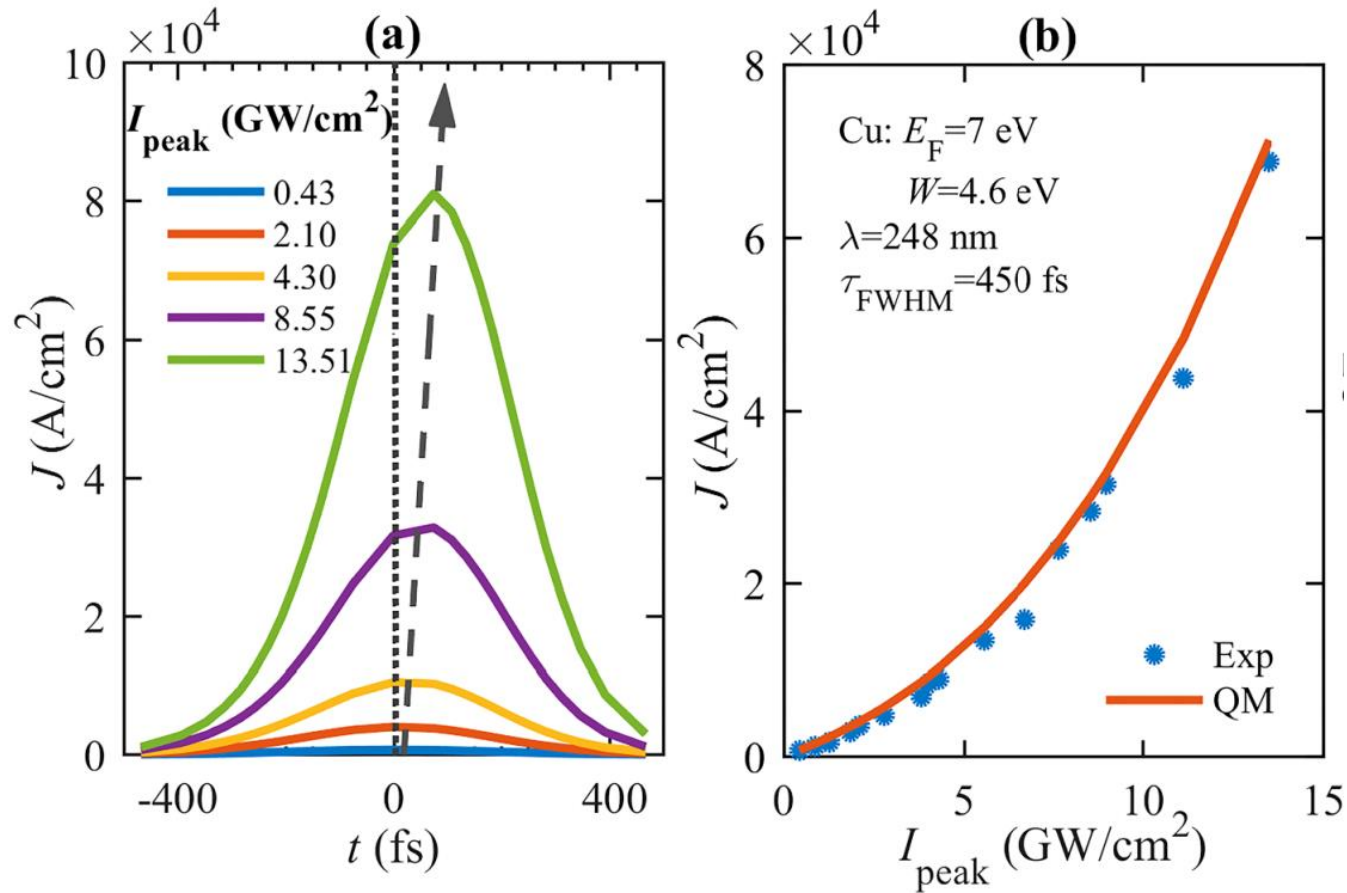 (a)
×10⁴
J (A/cm²)
10
8
6
4
2
0
I_peak (GW/cm²)
0.43
2.10
4.30
8.55
13.51
-400 0 400
t (fs)
(b)
×10⁴
J (A/cm²)
8
6
4
2
0
Cu: E_F=7 eV
W=4.6 eV
λ=248 nm
τ_FWHM=450 fs
Exp
QM
0 5 10 15
I_peak (GW/cm²)